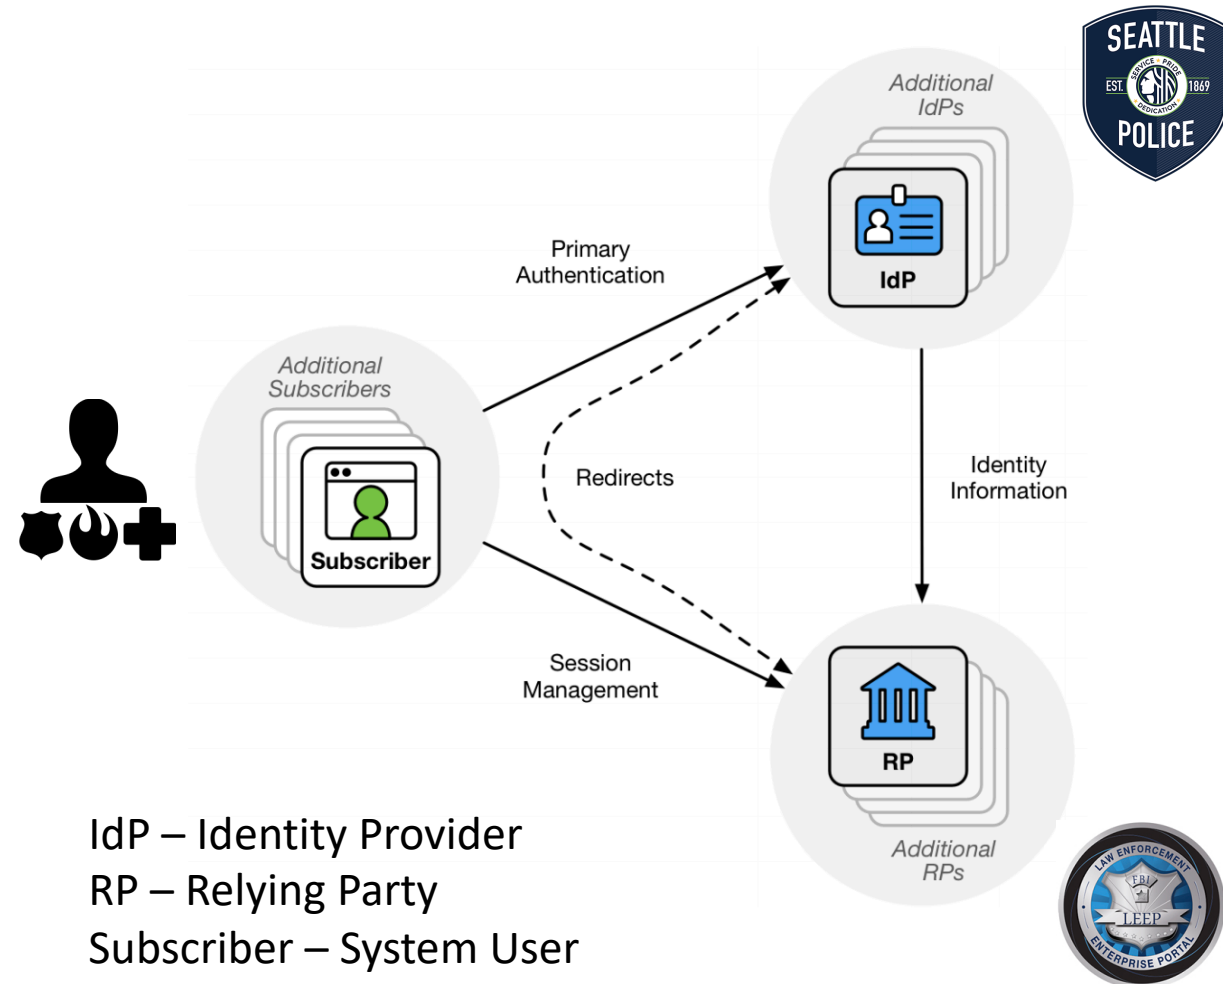 SEATTLE
SERVICE • PRIDE
EST. 1869
DEDICATION
POLICE
Additional
IdPs
IdP
Primary
Authentication
Additional
Subscribers
Subscriber
Redirects
Identity
Information
Session
Management
RP
Additional
RPs
IdP – Identity Provider
RP – Relying Party
Subscriber – System User
LAW ENFORCEMENT
FBI
LEEP
ENTERPRISE PORTAL